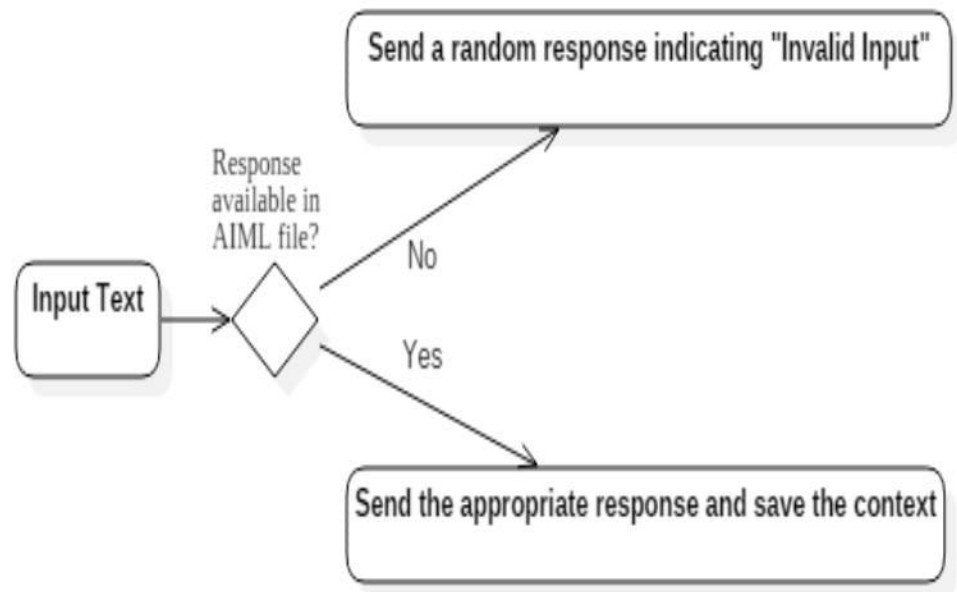 Send a random response indicating "Invalid Input"
Response
available in
AIML file?
No
Input Text
Yes
Send the appropriate response and save the context